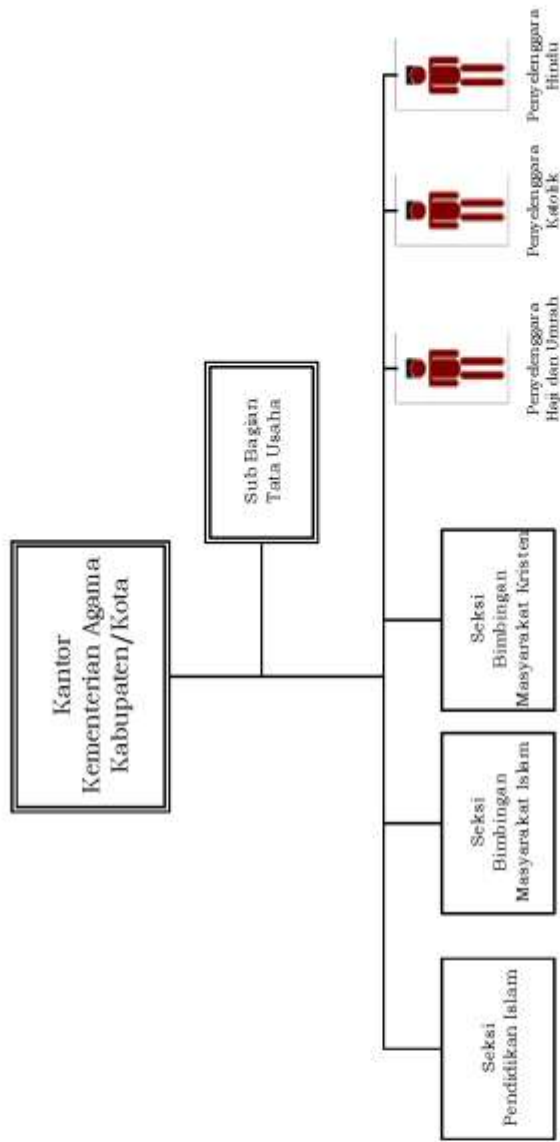 Kantor
Kementerian Agama
Kabupaten/Kota
Sub Bagian
Tata Usaha
Seksi
Pendidikan Islam
Seksi
Bimbingan
Masyarakat Islam
Seksi
Bimbingan
Masyarakat Kristen
Penyelenggara
Haji dan Umrah
Penyelenggara
Katolik
Penyelenggara
Hindu